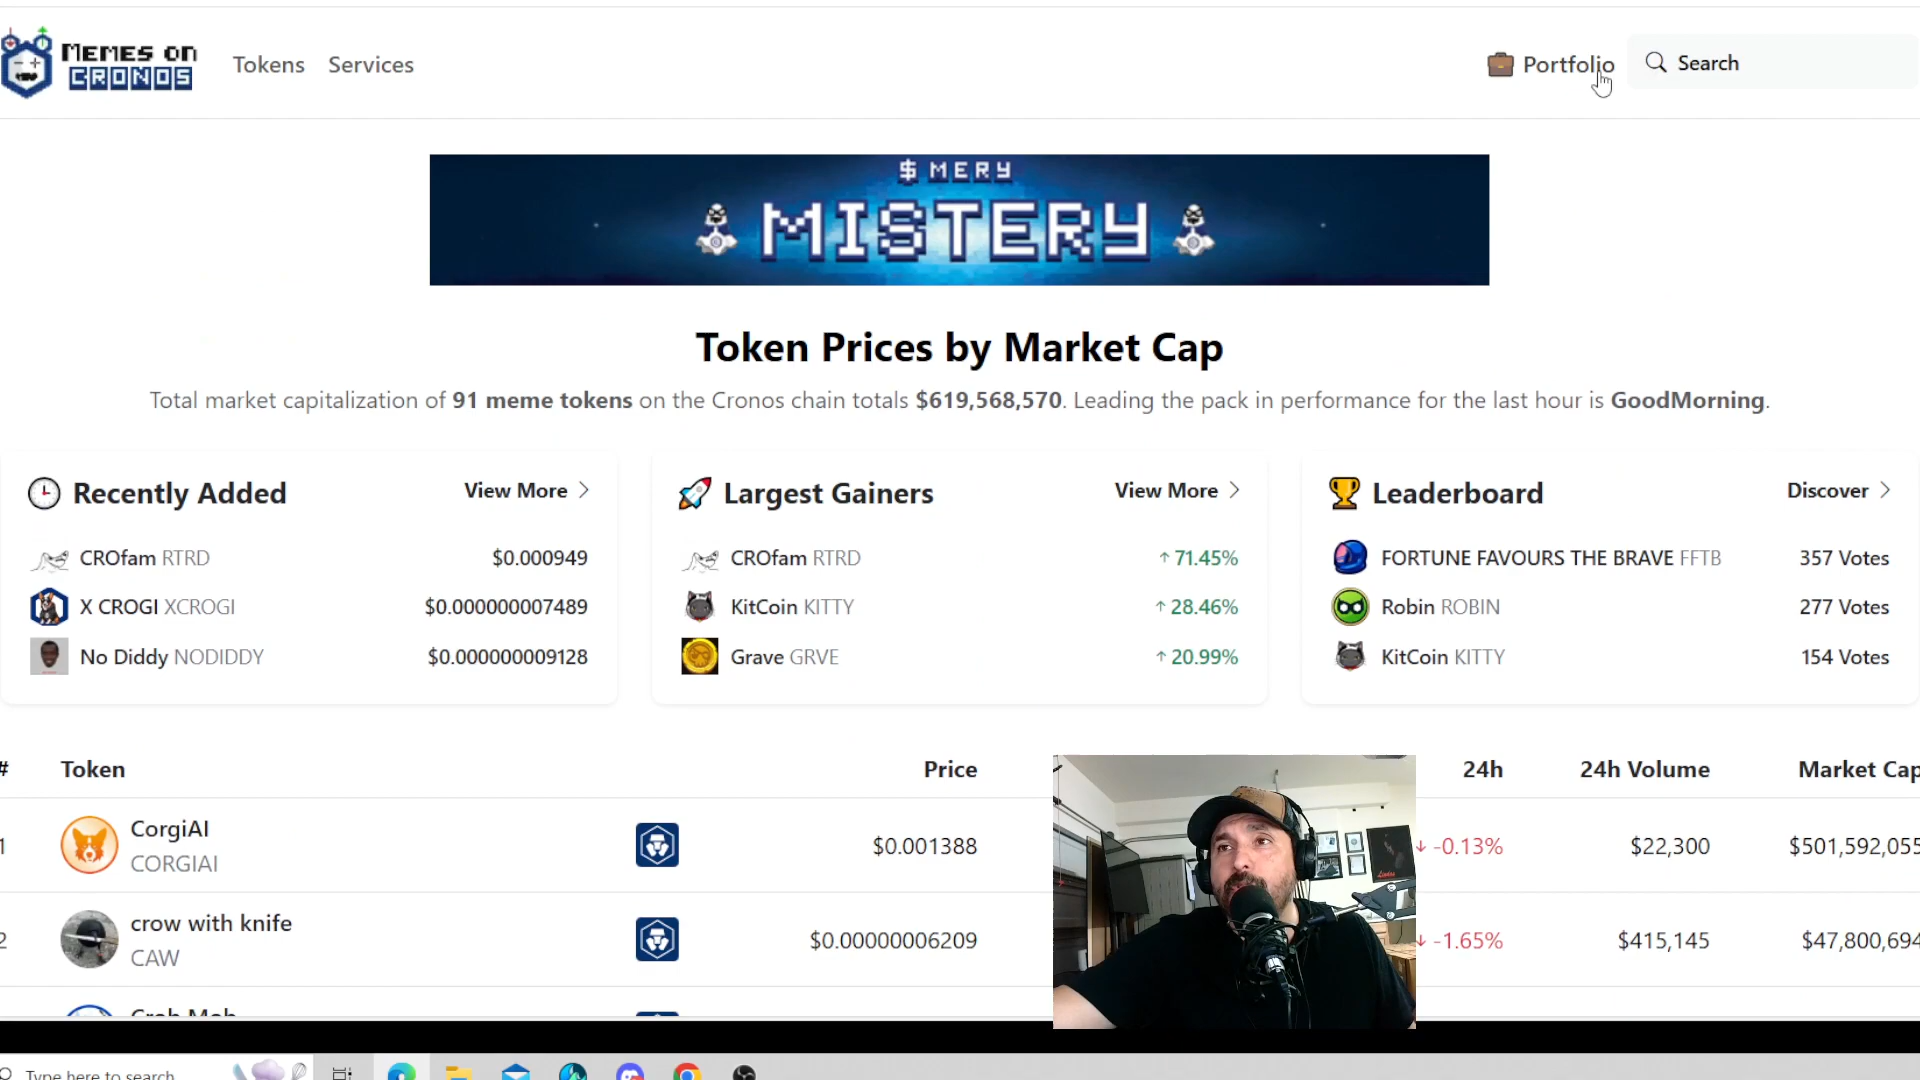 MEMES ON
CRONOS
Tokens
Services
Portfolio
Search
$ MERY
MISTERY
Token Prices by Market Cap
Total market capitalization of 91 meme tokens on the Cronos chain totals $619,568,570. Leading the pack in performance for the last hour is GoodMorning.
Recently Added
View More
CROfam RTRD $0.000949
X CROGI XCROGI $0.000000007489
No Diddy NODIDDY $0.000000009128
Largest Gainers
View More
CROfam RTRD ↑ 71.45%
KitCoin KITTY ↑ 28.46%
Grave GRVE ↑ 20.99%
Leaderboard
Discover
FORTUNE FAVOURS THE BRAVE FFTB 357 Votes
Robin ROBIN 277 Votes
KitCoin KITTY 154 Votes
# Token Price 24h 24h Volume Market Cap
1 CorgiAI $0.001388 ↓ -0.13% $22,300 $501,592,055
CORGIAI
2 crow with knife $0.00000006209 ↓ -1.65% $415,145 $47,800,694
CAW
Type here to search